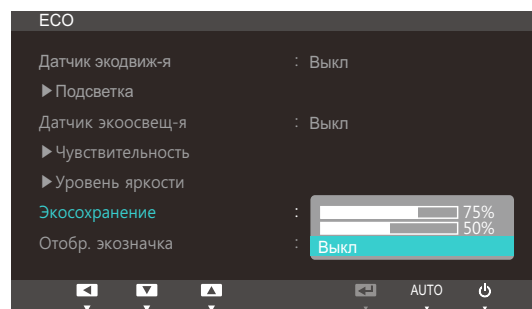 ECO
Датчик экодвиж-я : Выкл
▶Подсветка
Датчик экоосвещ-я : Выкл
▶Чувствительность
▶Уровень яркости
Экосохранение : 75%
50%
Отобр. экозначка : Выкл
AUTO